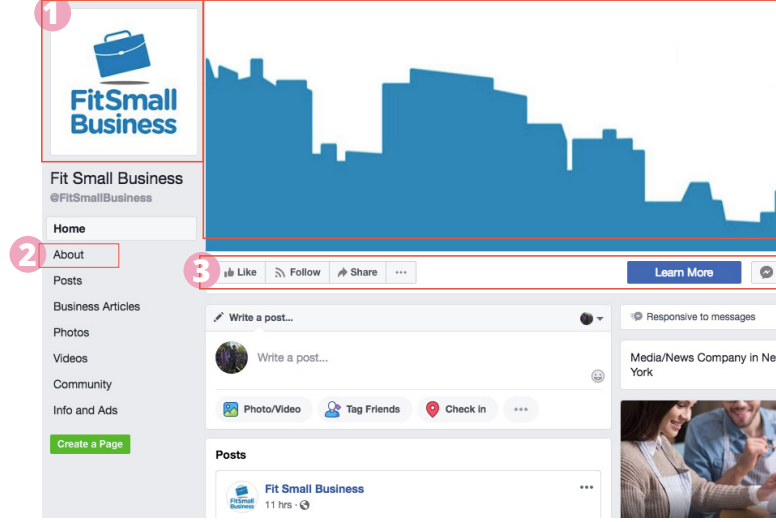 1
FitSmall
Business
Fit Small Business
@FitSmallBusiness
Home
2
About
Posts
Business Articles
Photos
Videos
Community
Info and Ads
Create a Page
3
Like
Follow
Share
Learn More
Write a post...
Write a post...
Photo/Video
Tag Friends
Check in
Responsive to messages
Media/News Company in Ne
York
Posts
FitSmall
Business
Fit Small Business
11 hrs ·